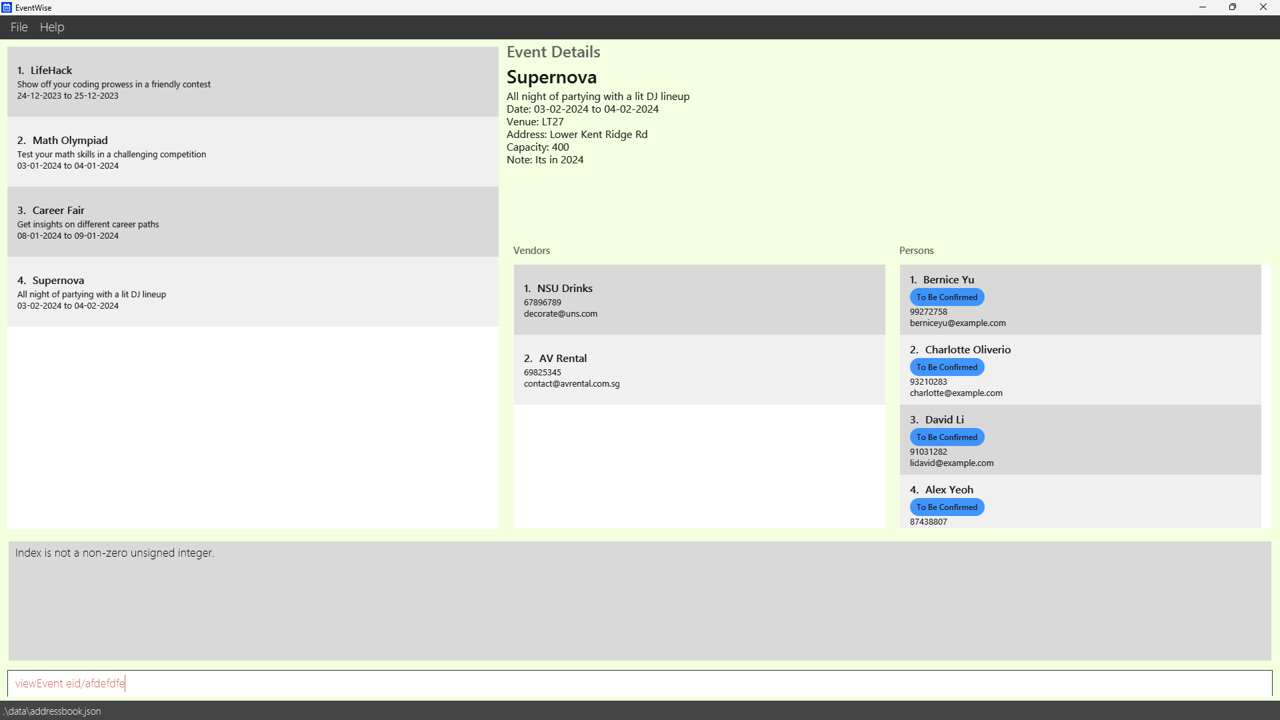 EventWise
File Help
1. LifeHack
Show off your coding prowess in a friendly contest
24-12-2023 to 25-12-2023
2. Math Olympiad
Test your math skills in a challenging competition
03-01-2024 to 04-01-2024
3. Career Fair
Get insights on different career paths
08-01-2024 to 09-01-2024
4. Supernova
All night of partying with a lit DJ lineup
03-02-2024 to 04-02-2024
Event Details
Supernova
All night of partying with a lit DJ lineup
Date: 03-02-2024 to 04-02-2024
Venue: LT27
Address: Lower Kent Ridge Rd
Capacity: 400
Note: Its in 2024
Vendors
1. NSU Drinks
67896789
decorate@uns.com
2. AV Rental
69825345
contact@avrental.com.sg
Persons
1. Bernice Yu
To Be Confirmed
99272758
berniceyu@example.com
2. Charlotte Oliverio
To Be Confirmed
93210283
charlotte@example.com
3. David Li
To Be Confirmed
91031282
lidavid@example.com
4. Alex Yeoh
To Be Confirmed
87438807
Index is not a non-zero unsigned integer.
viewEvent eid/afdefdfe
.\data\addressbook.json